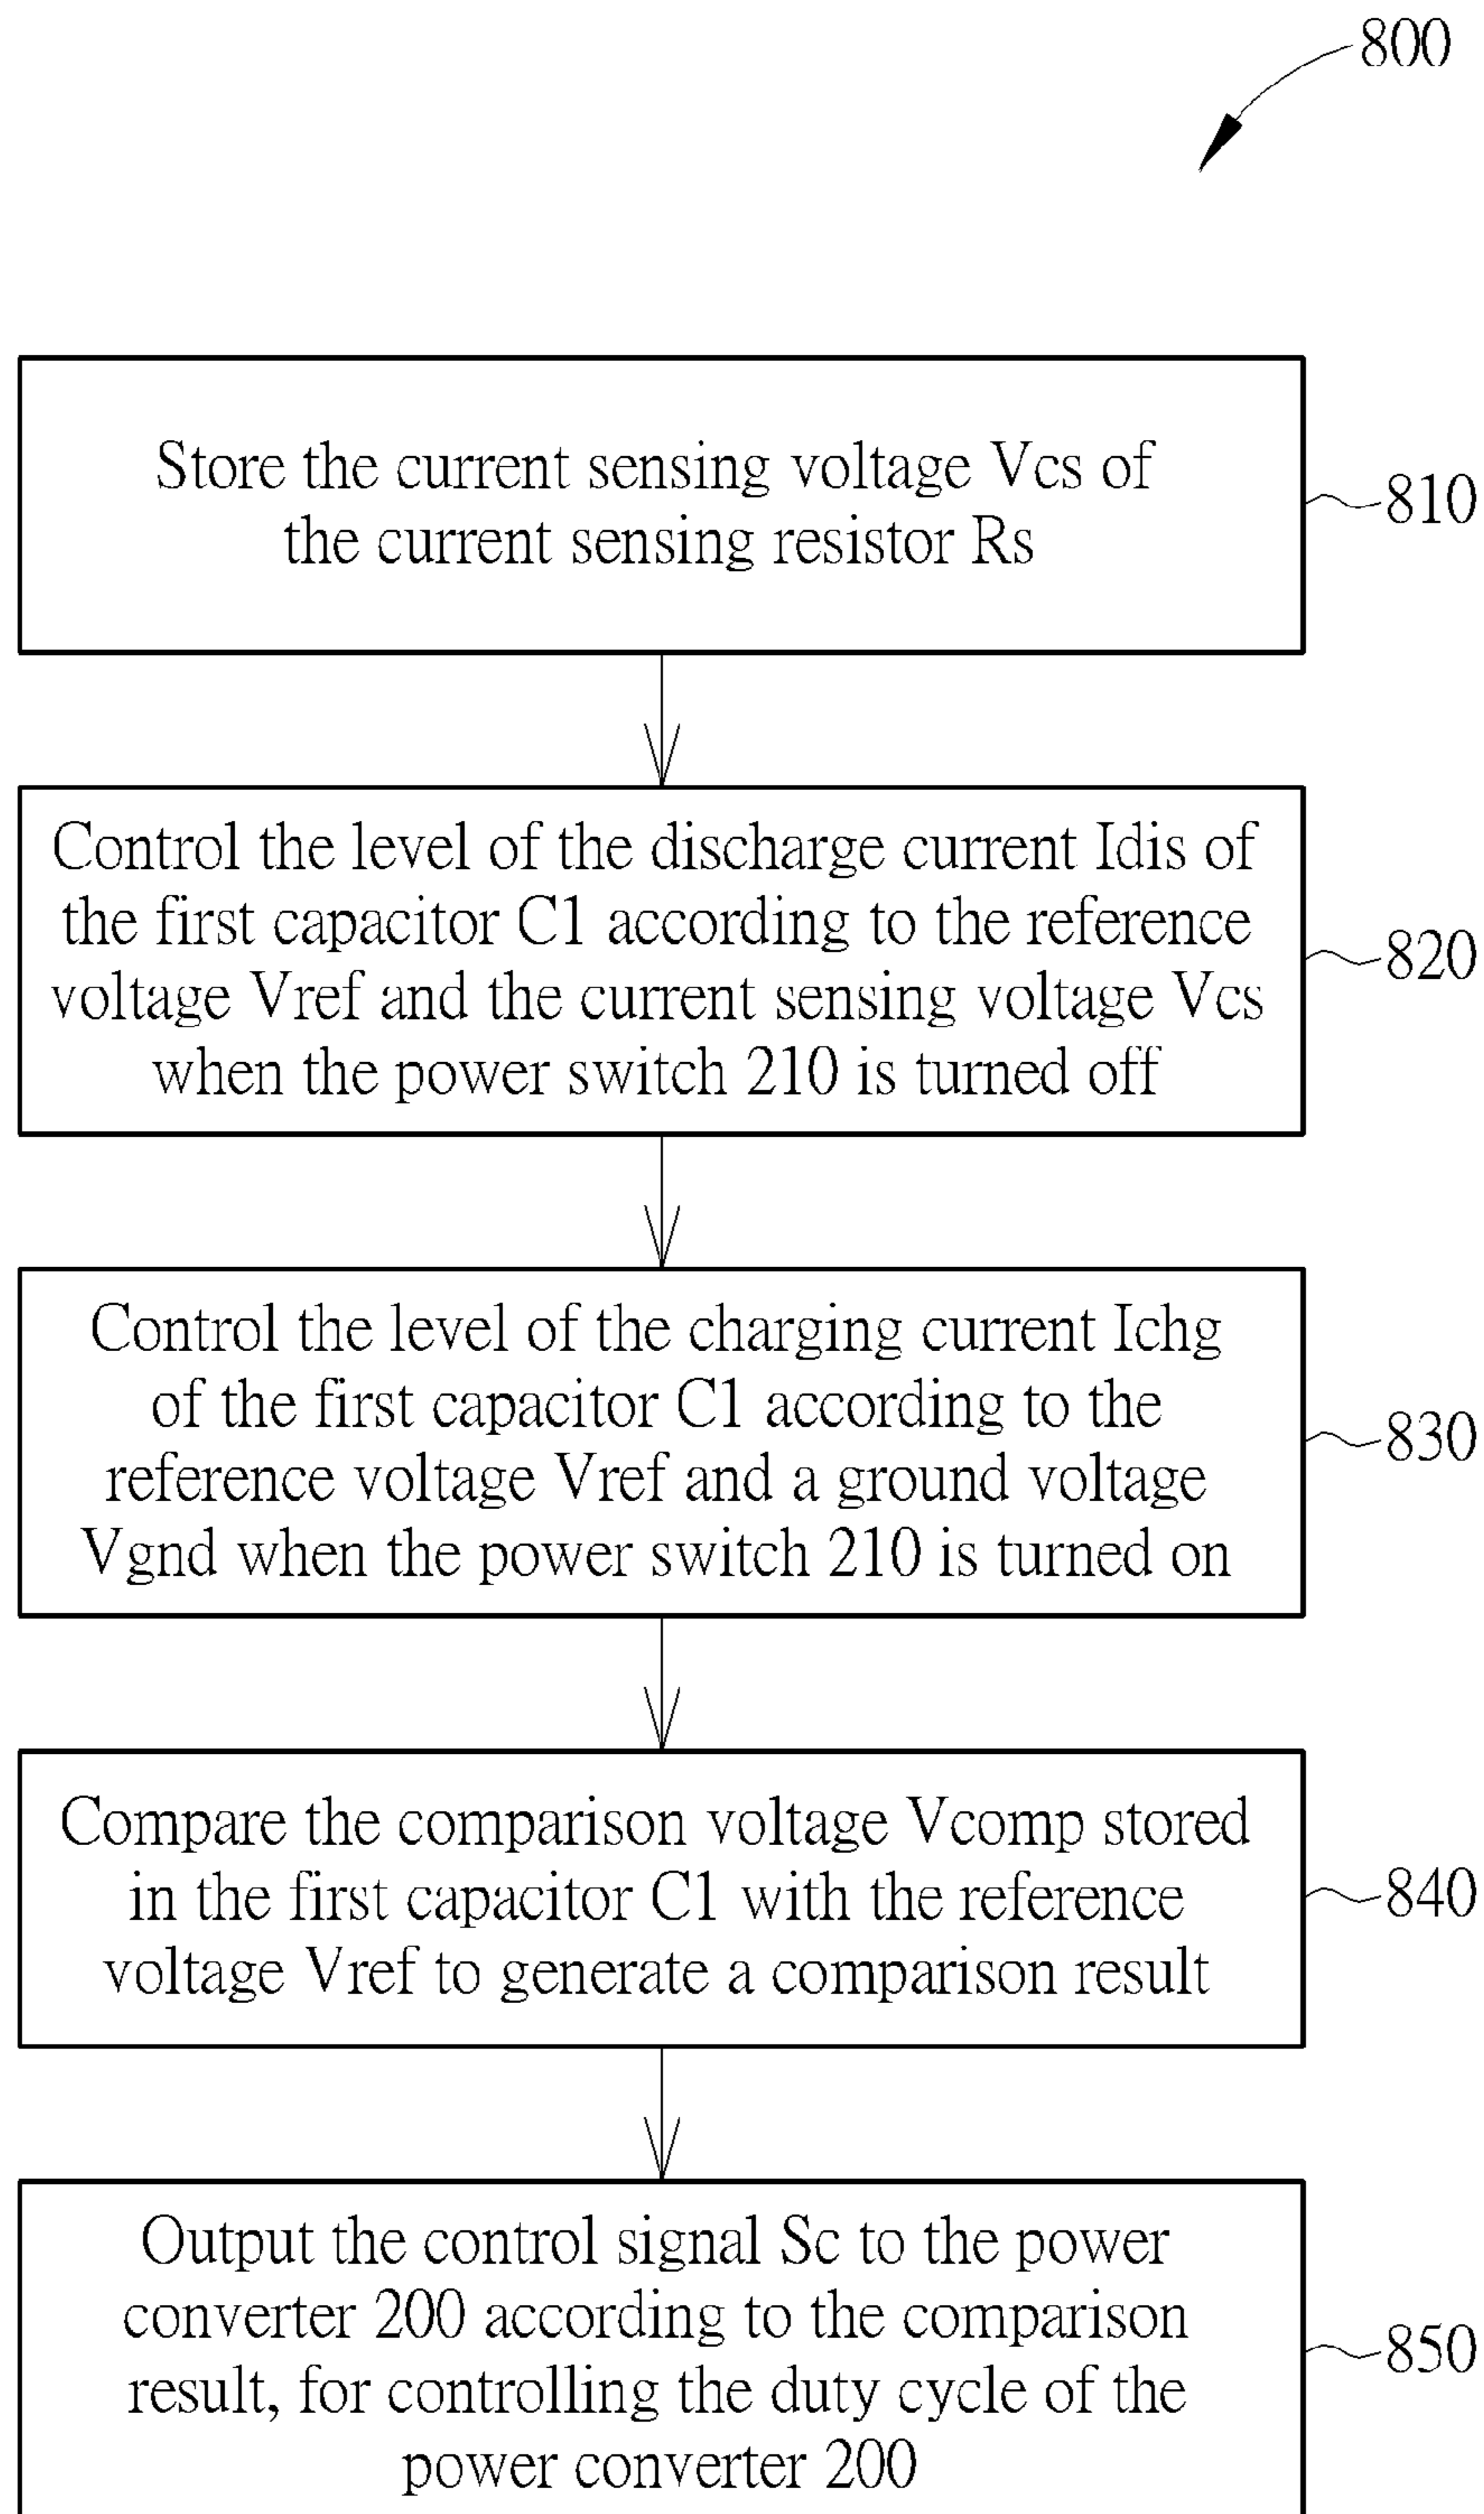 800
Store the current sensing voltage Vcs of
the current sensing resistor Rs
810
Control the level of the discharge current Idis of
the first capacitor C1 according to the reference
voltage Vref and the current sensing voltage Vcs
when the power switch 210 is turned off
820
Control the level of the charging current Ichg
of the first capacitor C1 according to the
reference voltage Vref and a ground voltage
Vgnd when the power switch 210 is turned on
830
Compare the comparison voltage Vcomp stored
in the first capacitor C1 with the reference
voltage Vref to generate a comparison result
840
Output the control signal Sc to the power
converter 200 according to the comparison
result, for controlling the duty cycle of the
power converter 200
850